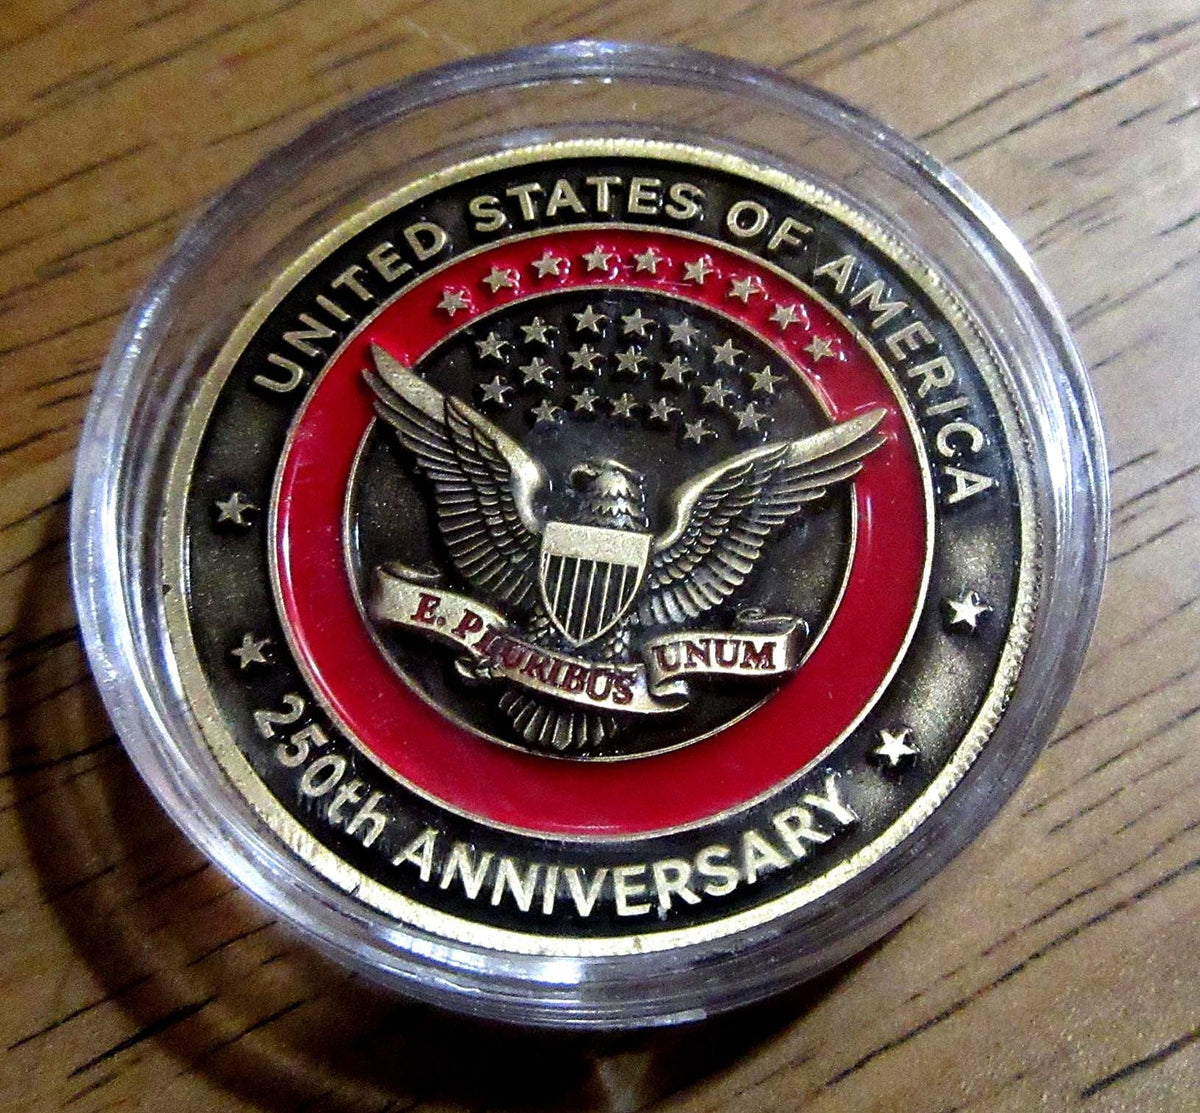 UNITED STATES OF AMERICA
E. PLURIBUS UNUM
250th ANNIVERSARY